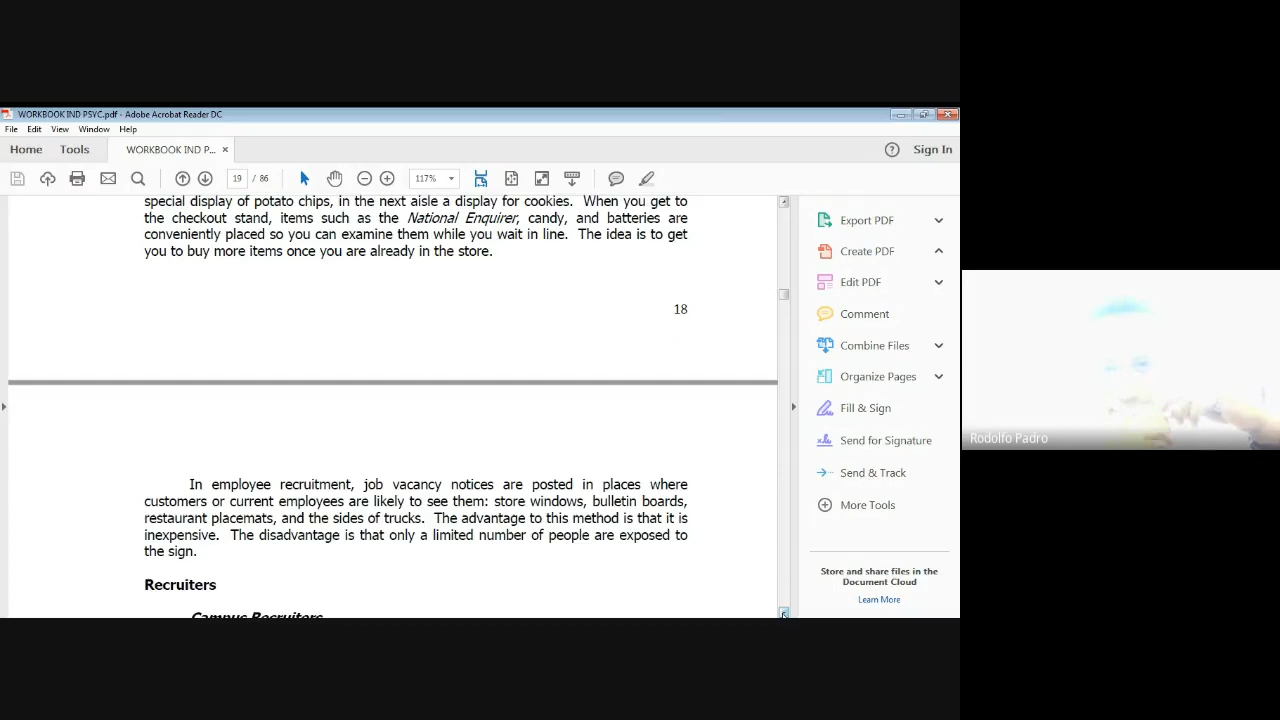 WORKBOOK IND PSYC.pdf - Adobe Acrobat Reader DC
File Edit View Window Help
Home Tools WORKBOOK IND P... × Sign In
19 / 86 117%
special display of potato chips, in the next aisle a display for cookies. When you get
to the checkout stand, items such as the National Enquirer, candy, and batteries are
conveniently placed so you can examine them while you wait in line. The idea is to get
you to buy more items once you are already in the store.
18
In employee recruitment, job vacancy notices are posted in places where
customers or current employees are likely to see them: store windows, bulletin boards,
restaurant placemats, and the sides of trucks. The advantage to this method is that it is
inexpensive. The disadvantage is that only a limited number of people are exposed to
the sign.
Recruiters
Campus Recruiters
Export PDF
Create PDF
Edit PDF
Comment
Combine Files
Organize Pages
Fill & Sign
Send for Signature
Send & Track
More Tools
Store and share files in the
Document Cloud
Learn More
Rodolfo Padro